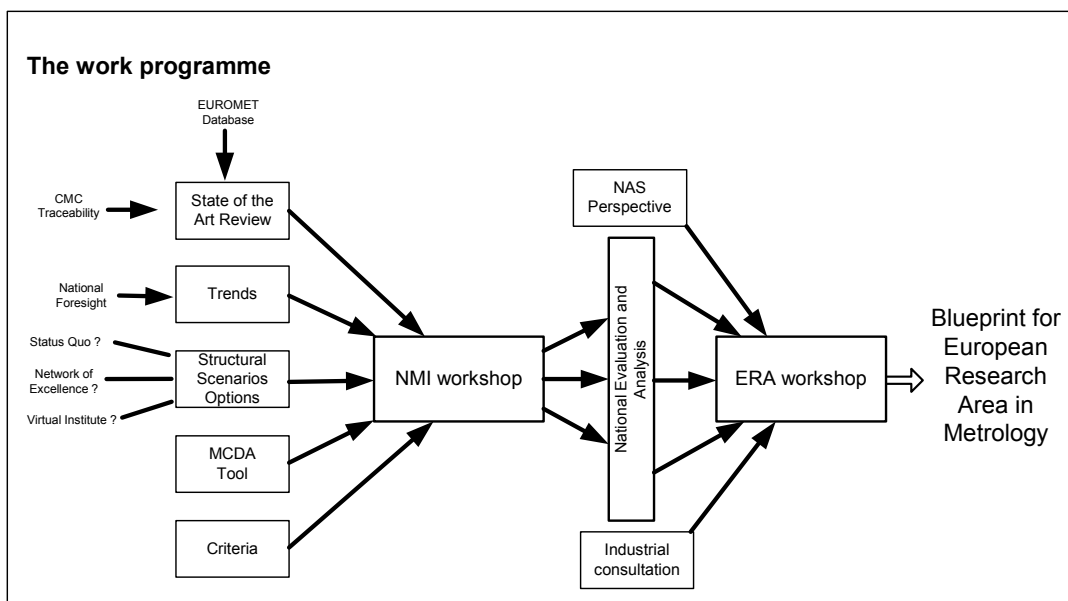 The work programme
EUROMET
Database
CMC
Traceability
State of the
Art Review
National
Foresight
Trends
Status Quo ?
Network of
Excellence ?
Virtual Institute ?
Structural
Scenarios
Options
MCDA
Tool
Criteria
NMI workshop
National Evaluation and
Analysis
NAS
Perspective
ERA workshop
Industrial
consultation
Blueprint for
European
Research
Area in
Metrology